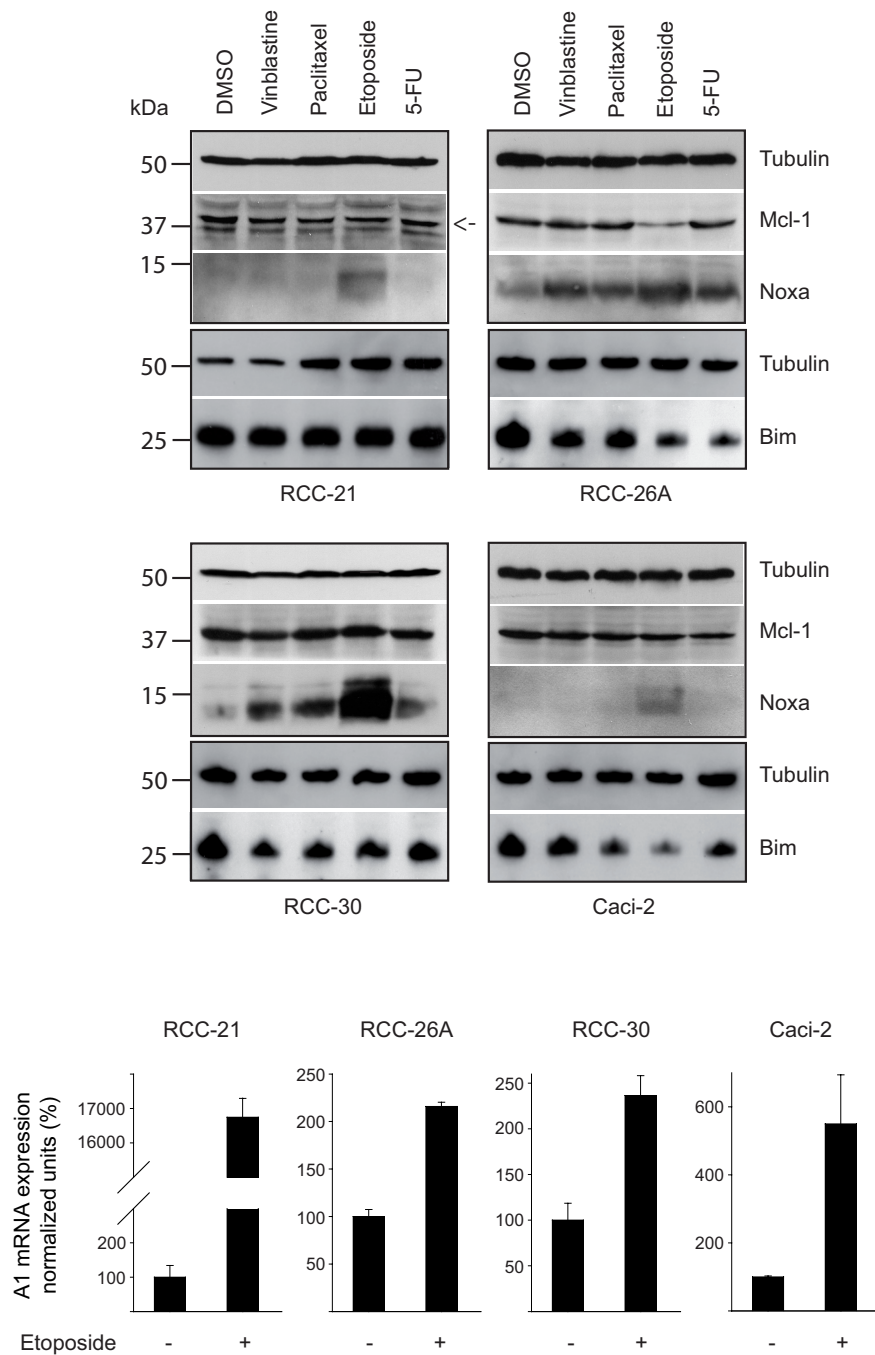 kDa DMSO Vinblastine Paclitaxel Etoposide 5-FU DMSO Vinblastine Paclitaxel Etoposide 5-FU
50 Tubulin
37 <- Mcl-1
15 Noxa
50 Tubulin
25 Bim
RCC-21 RCC-26A
50 Tubulin
37 Mcl-1
15 Noxa
50 Tubulin
25 Bim
RCC-30 Caci-2
RCC-21 RCC-26A RCC-30 Caci-2
A1 mRNA expression
normalized units (%)
17000
16000
200
100
250
200
150
100
50
250
200
150
100
50
600
400
200
Etoposide - + - + - + - +